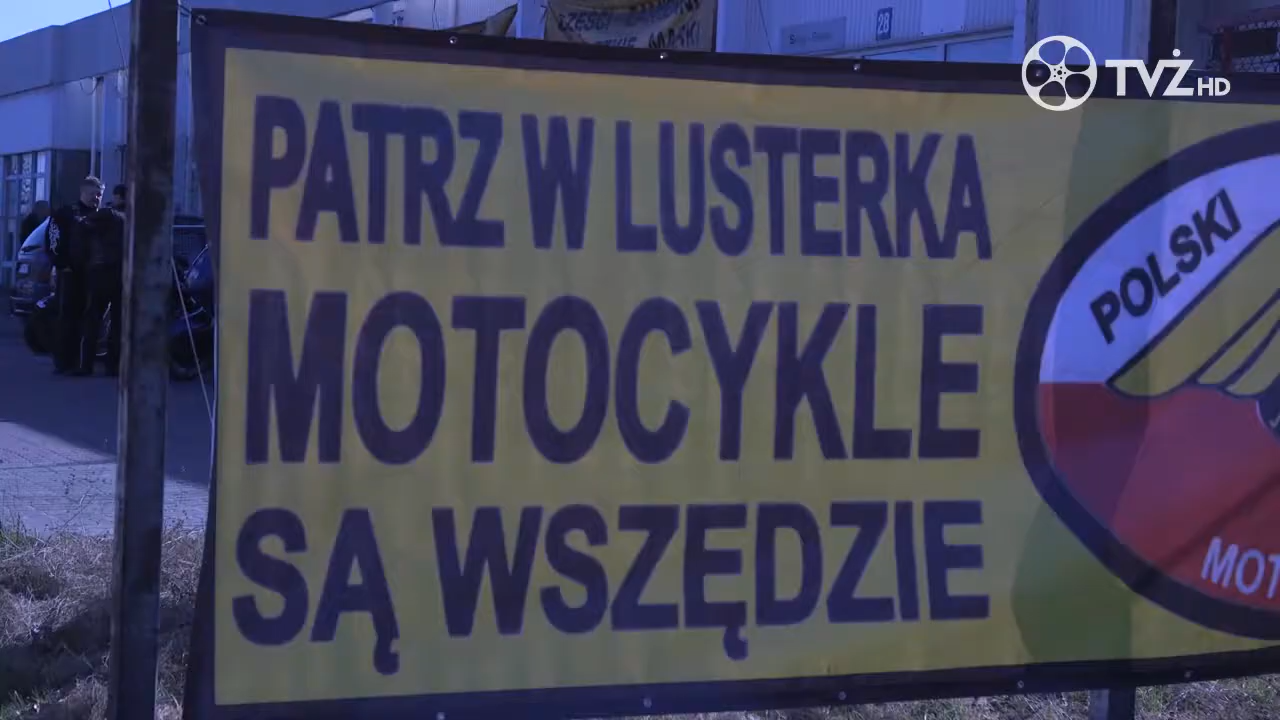 28
TVŻ HD
PATRZ W LUSTERKA
MOTOCYKLE
SĄ WSZĘDZIE
POLSKI
MOT